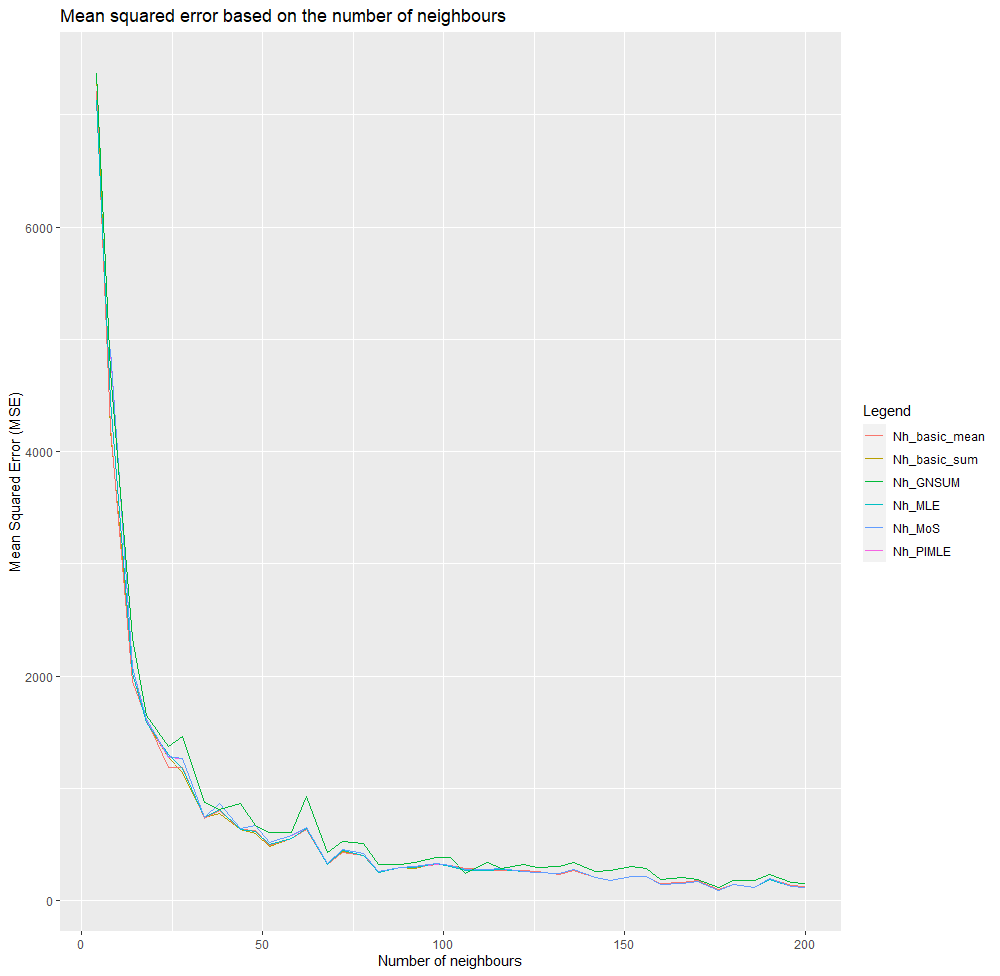 Mean squared error based on the number of neighbours
Mean Squared Error (MSE)
6000
4000
2000
0
0 50 100 150 200
Number of neighbours
Legend
Nh_basic_mean
Nh_basic_sum
Nh_GNSUM
Nh_MLE
Nh_MoS
Nh_PIMLE